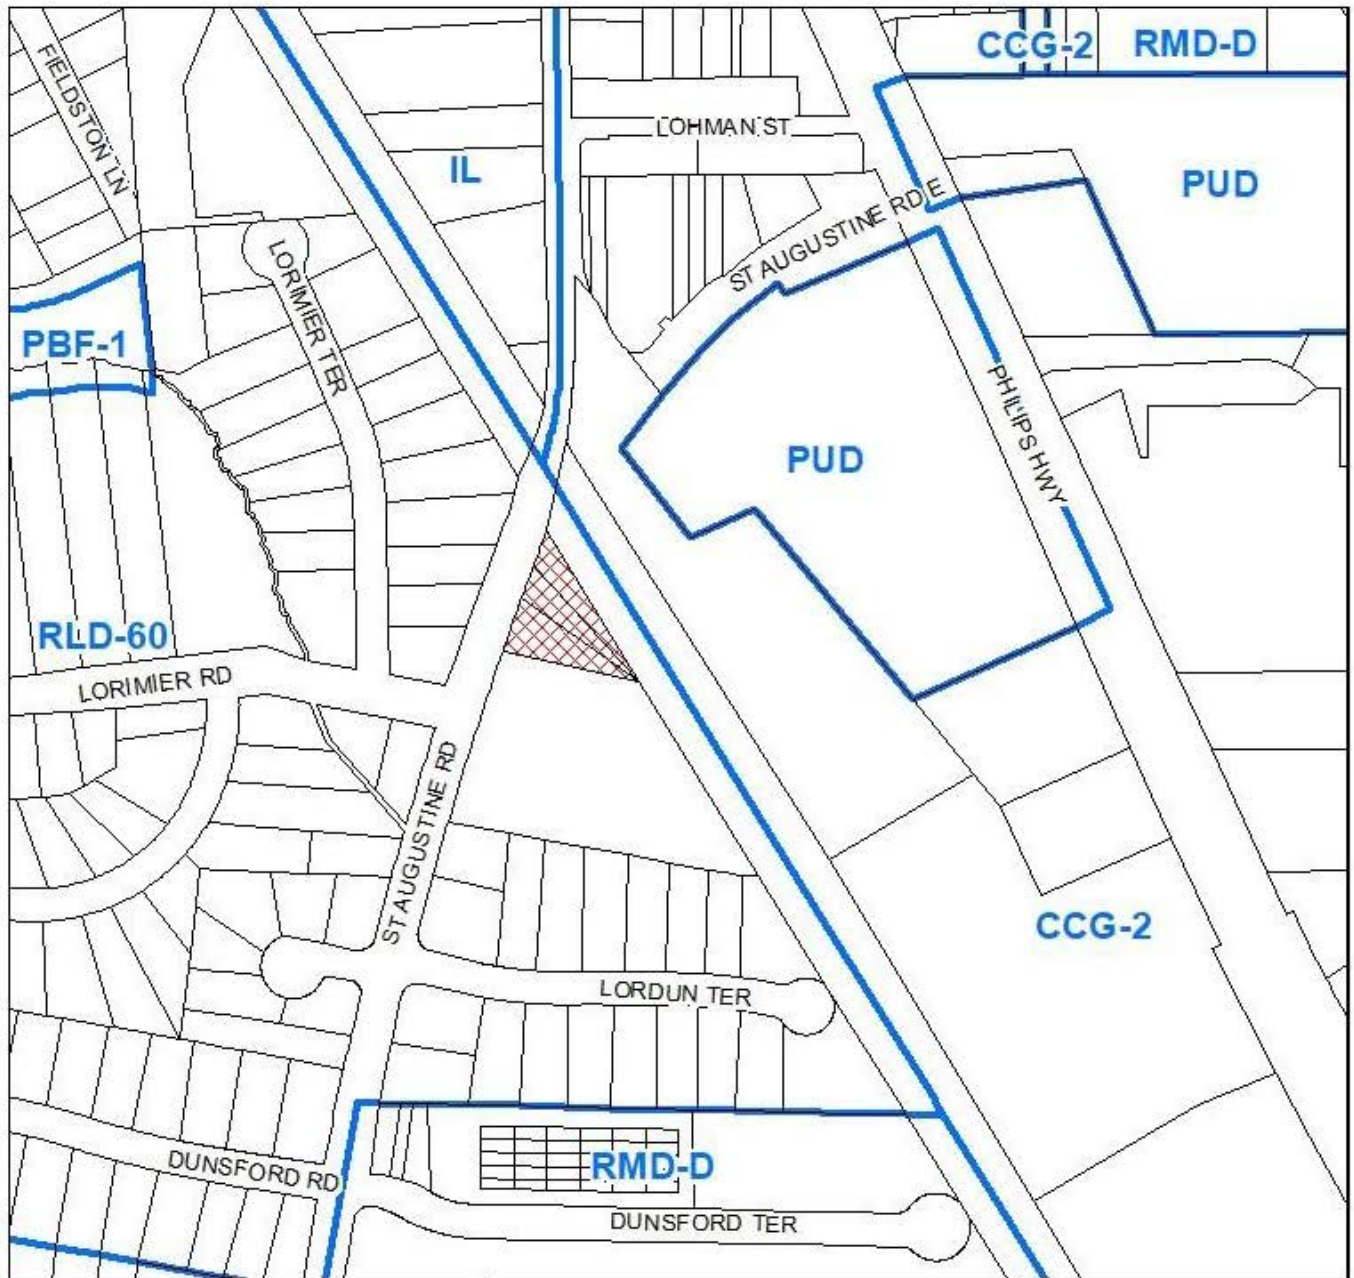 CCG-2
RMD-D
FIELDSTON LN
LOHMAN ST
IL
PUD
ST AUGUSTINE RD E
LORIMIER TER
PBF-1
PHILIPS HWY
PUD
RLD-60
LORIMIER RD
ST AUGUSTINE RD
CCG-2
LORDUN TER
DUNSFORD RD
RMD-D
DUNSFORD TER